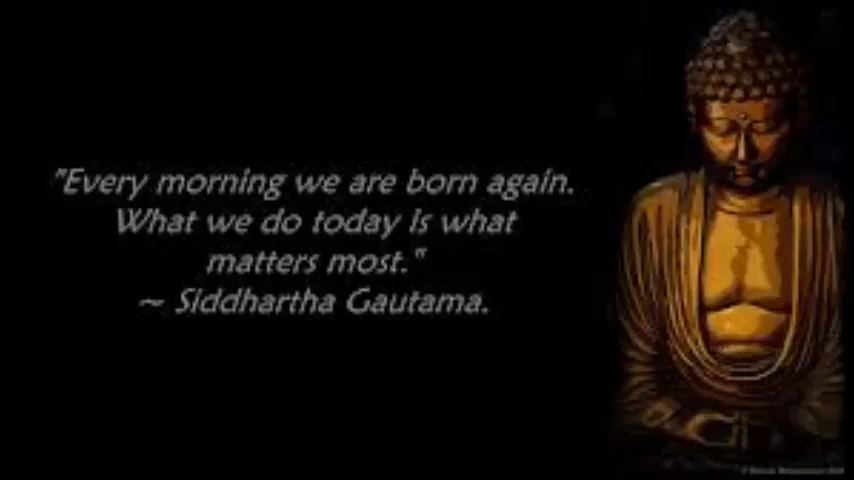 "Every morning we are born again.
What we do today is what
matters most."
~ Siddhartha Gautama.